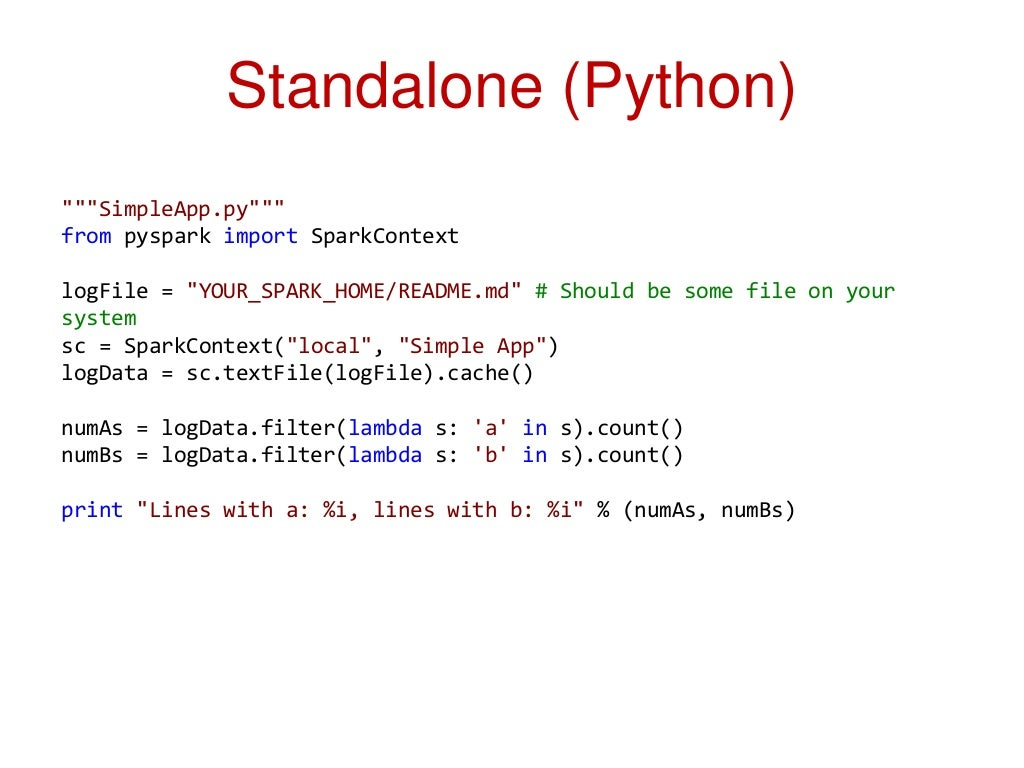 Standalone (Python)
"""SimpleApp.py"""
from pyspark import SparkContext
logFile = "YOUR_SPARK_HOME/README.md" # Should be some file on your
system
sc = SparkContext("local", "Simple App")
logData = sc.textFile(logFile).cache()
numAs = logData.filter(lambda s: 'a' in s).count()
numBs = logData.filter(lambda s: 'b' in s).count()
print "Lines with a: %i, lines with b: %i" % (numAs, numBs)